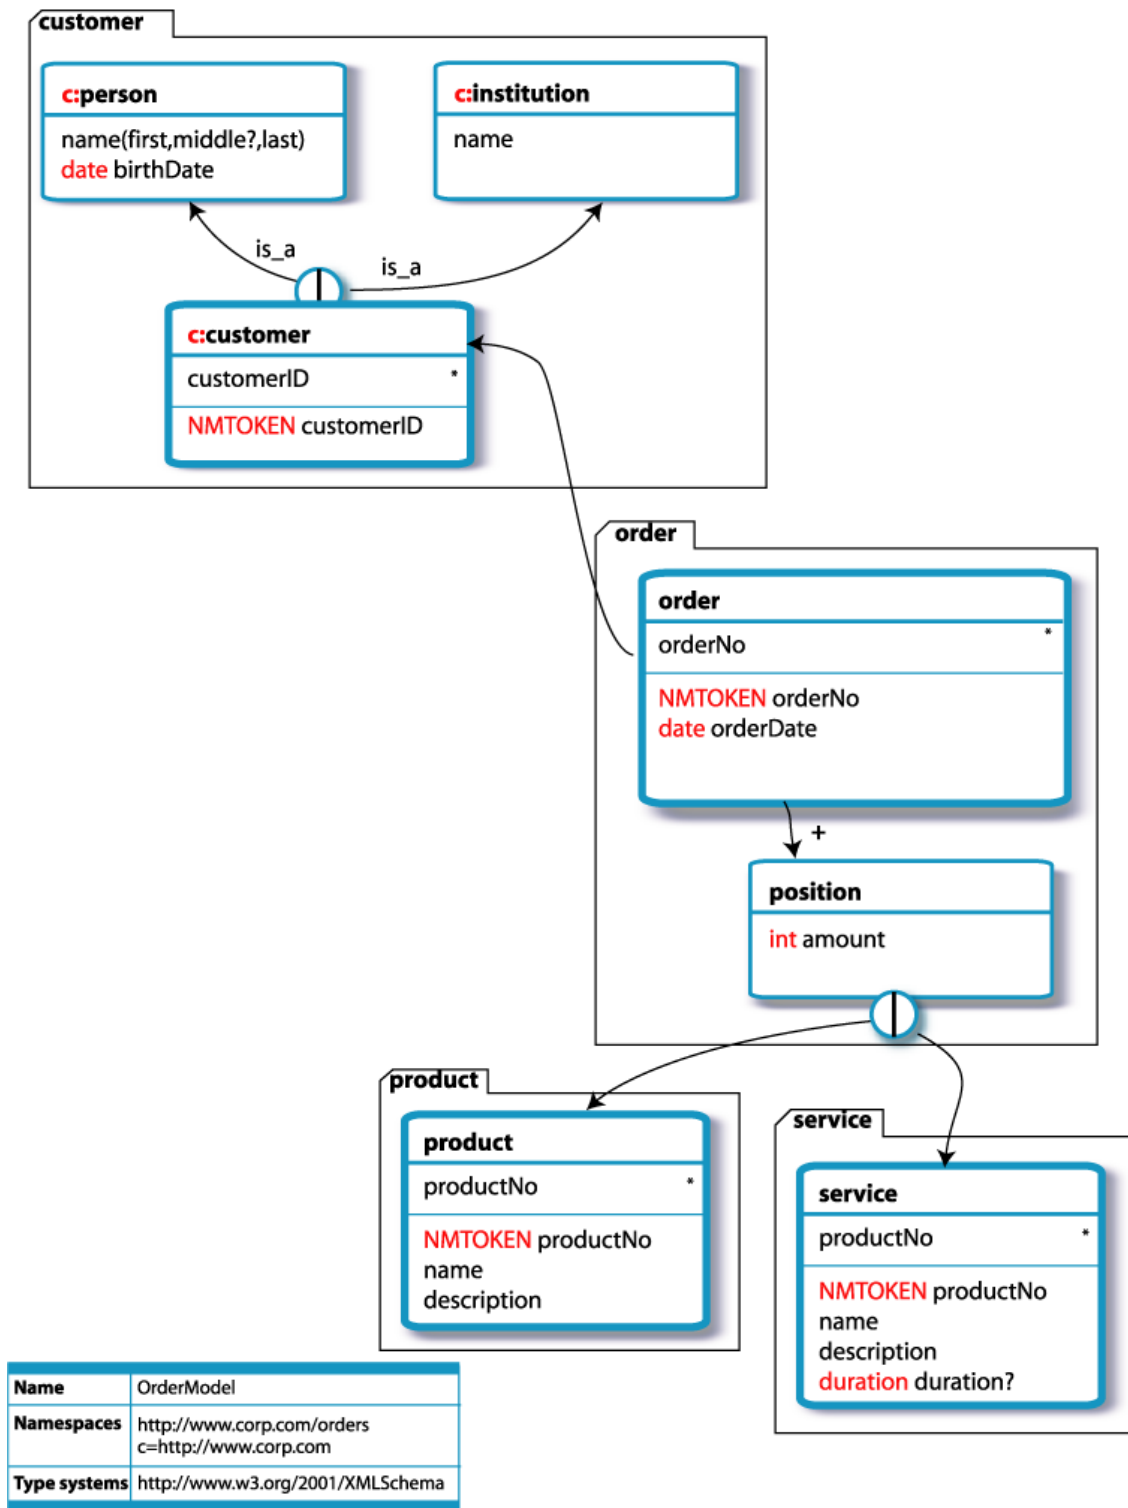 customer
c:person
name(first,middle?,last)
date birthDate
c:institution
name
is_a
is_a
c:customer
customerID *
NMTOKEN customerID
order
order
orderNo *
NMTOKEN orderNo
date orderDate
+
position
int amount
product
product
productNo *
NMTOKEN productNo
name
description
service
service
productNo *
NMTOKEN productNo
name
description
duration duration?
Name OrderModel
Namespaces http://www.corp.com/orders
c=http://www.corp.com
Type systems http://www.w3.org/2001/XMLSchema